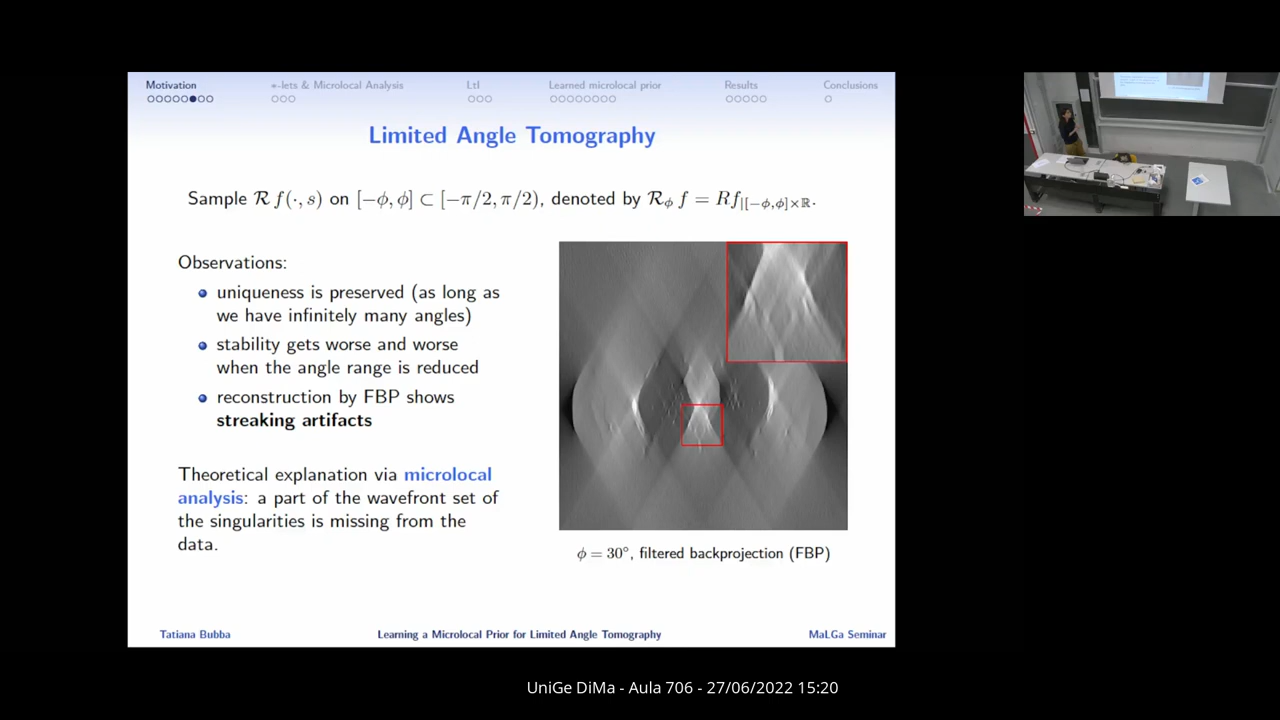 Motivation
*-lets & Microlocal Analysis
LtI
Learned microlocal prior
Results
Conclusions
Limited Angle Tomography
Sample ℛ f(·, s) on [−ϕ, ϕ] ⊂ [−π/2, π/2), denoted by ℛ_ϕ f = Rf_{|[−ϕ,ϕ]×ℝ}.
Observations:
uniqueness is preserved (as long as
we have infinitely many angles)
stability gets worse and worse
when the angle range is reduced
reconstruction by FBP shows
streaking artifacts
Theoretical explanation via microlocal
analysis: a part of the wavefront set of
the singularities is missing from the
data.
ϕ = 30°, filtered backprojection (FBP)
Tatiana Bubba
Learning a Microlocal Prior for Limited Angle Tomography
MaLGa Seminar
UniGe DiMa - Aula 706 - 27/06/2022 15:20